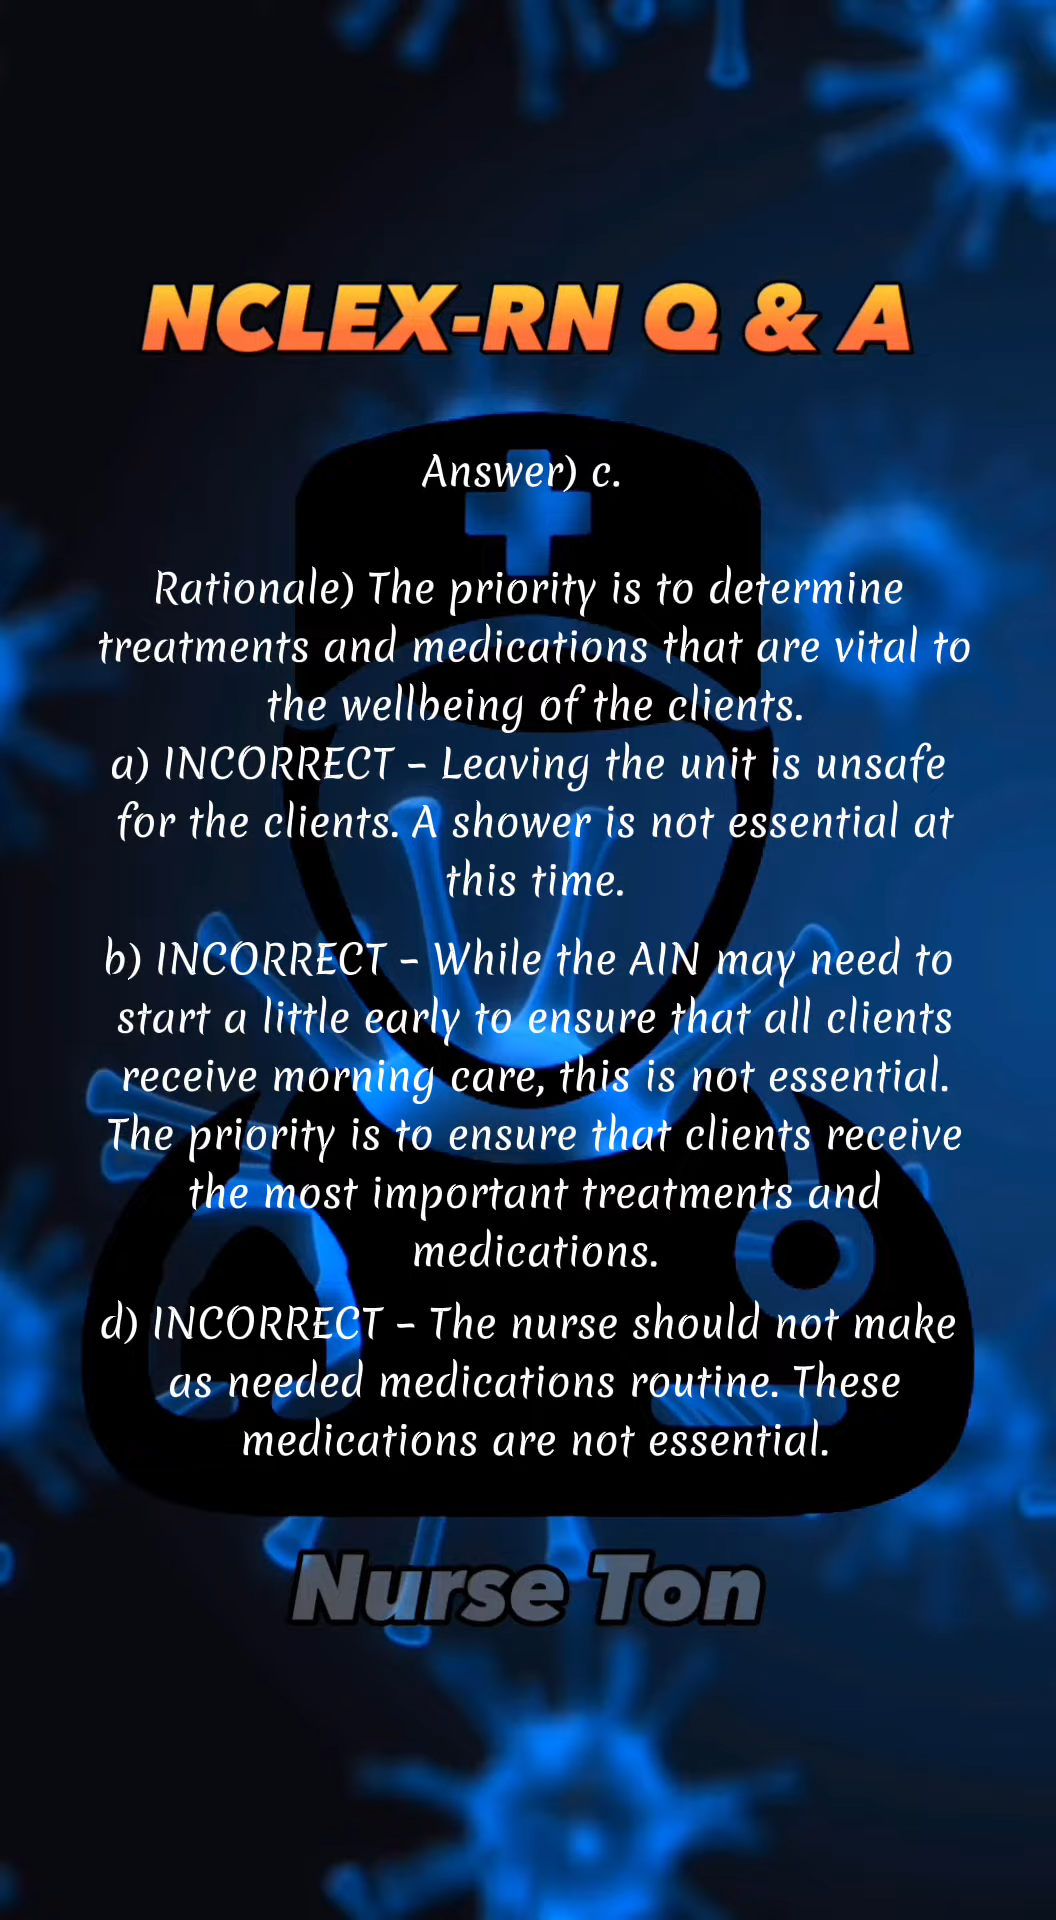 NCLEX-RN Q & A
Answer) c.
Rationale) The priority is to determine
treatments and medications that are vital to
the wellbeing of the clients.
a) INCORRECT – Leaving the unit is unsafe
for the clients. A shower is not essential at
this time.
b) INCORRECT – While the AIN may need to
start a little early to ensure that all clients
receive morning care, this is not essential.
The priority is to ensure that clients receive
the most important treatments and
medications.
d) INCORRECT – The nurse should not make
as needed medications routine. These
medications are not essential.
Nurse Ton